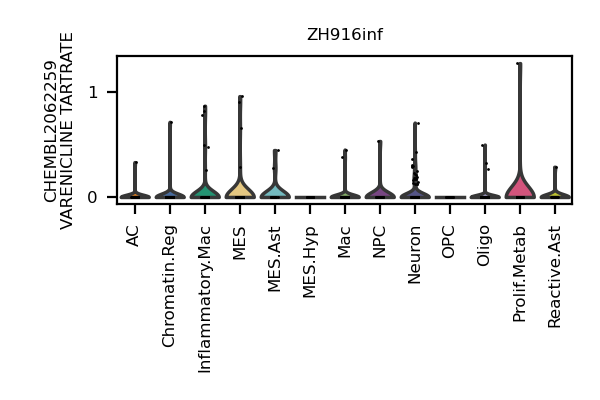 ZH916inf
CHEMBL2062259
VARENICLINE TARTRATE
1
0
AC
Chromatin.Reg
Inflammatory.Mac
MES
MES.Ast
MES.Hyp
Mac
NPC
Neuron
OPC
Oligo
Prolif.Metab
Reactive.Ast